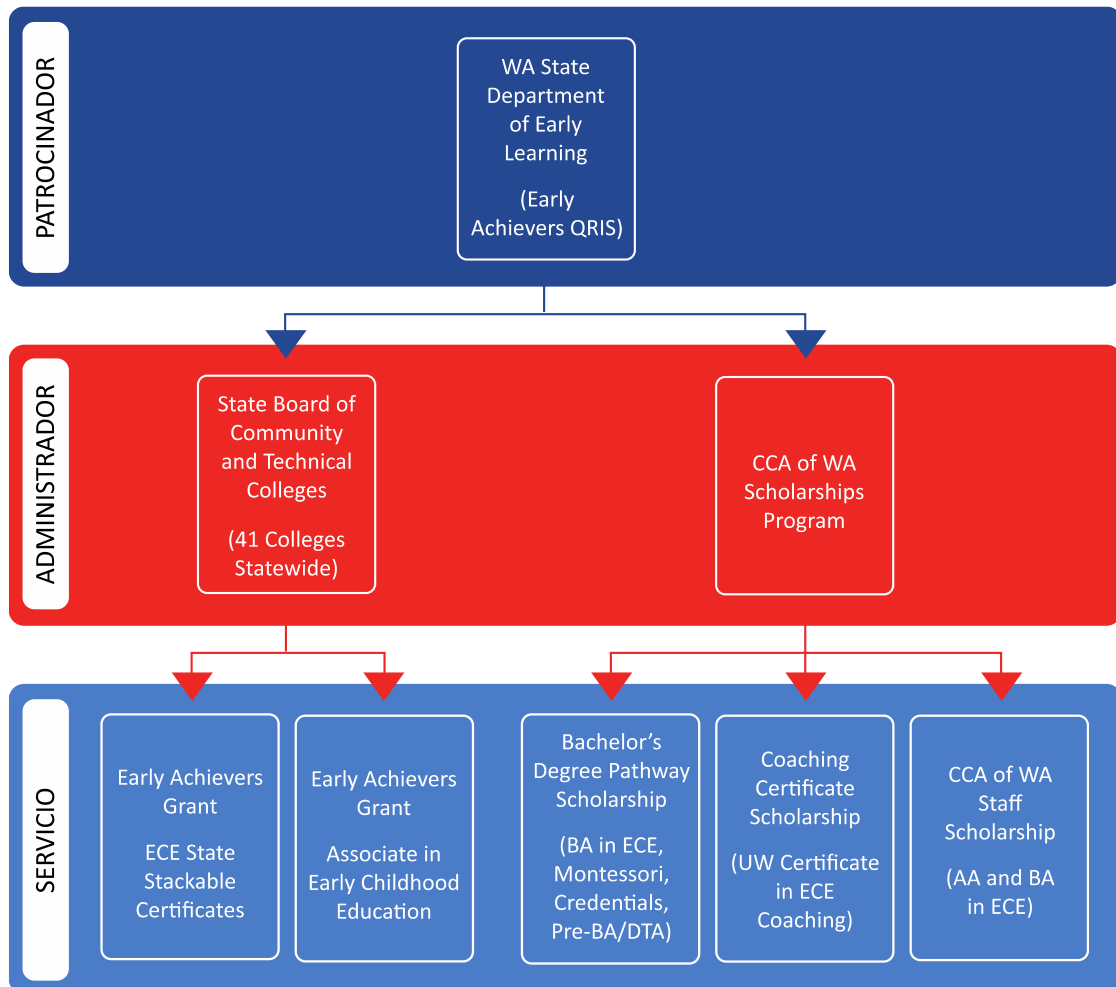 PATROCINADOR
WA State
Department
of Early
Learning
(Early
Achievers QRIS)
ADMINISTRADOR
State Board of
Community
and Technical
Colleges
(41 Colleges
Statewide)
CCA of WA
Scholarships
Program
SERVICIO
Early Achievers
Grant
ECE State
Stackable
Certificates
Early Achievers
Grant
Associate in
Early Childhood
Education
Bachelor’s
Degree Pathway
Scholarship
(BA in ECE,
Montessori,
Credentials,
Pre-BA/DTA)
Coaching
Certificate
Scholarship
(UW Certificate
in ECE
Coaching)
CCA of WA
Staff
Scholarship
(AA and BA
in ECE)